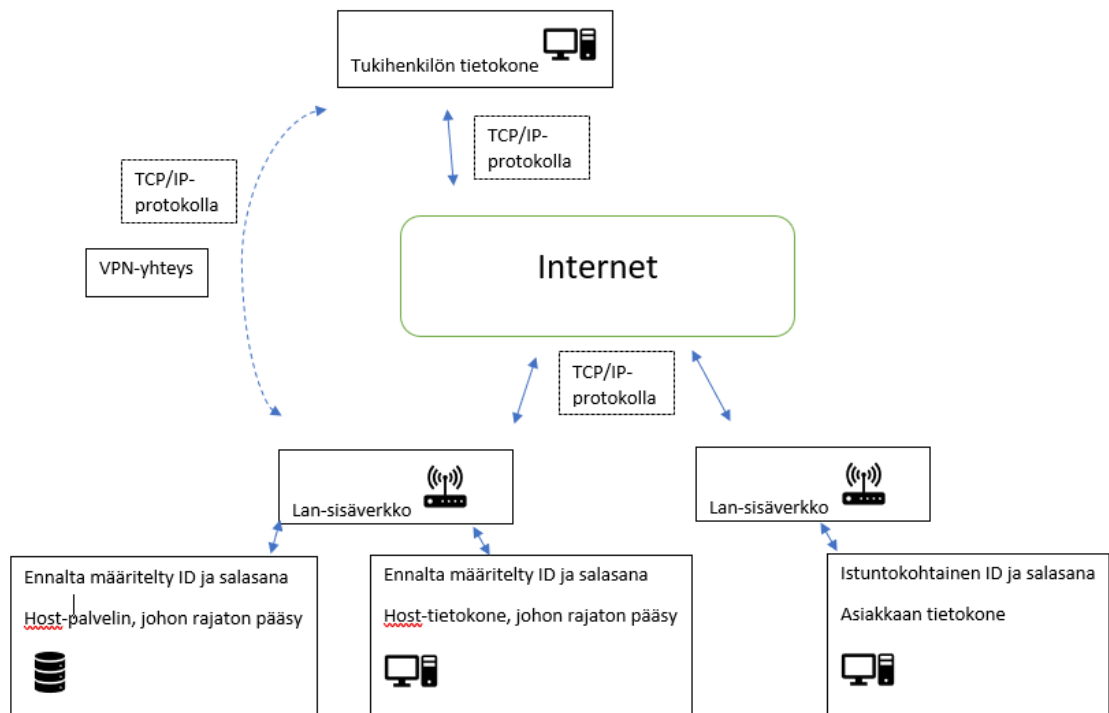 Tukihenkilön tietokone
TCP/IP-
protokolla
TCP/IP-
protokolla
VPN-yhteys
Internet
TCP/IP-
protokolla
Lan-sisäverkko
Lan-sisäverkko
Ennalta määritelty ID ja salasana
Host-palvelin, johon rajaton pääsy
Ennalta määritelty ID ja salasana
Host-tietokone, johon rajaton pääsy
Istuntokohtainen ID ja salasana
Asiakkaan tietokone